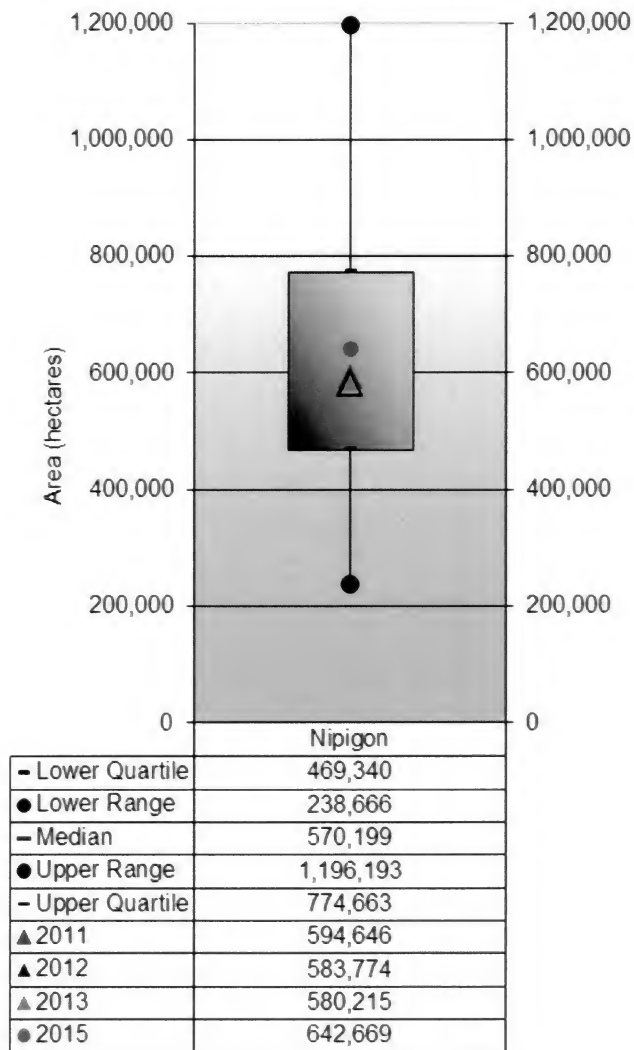 1,200,000 1,200,000
1,000,000 1,000,000
800,000 800,000
600,000 600,000
400,000 400,000
200,000 200,000
0 0
Area (hectares)
Nipigon
Lower Quartile 469,340
Lower Range 238,666
Median 570,199
Upper Range 1,196,193
Upper Quartile 774,663
2011 594,646
2012 583,774
2013 580,215
2015 642,669